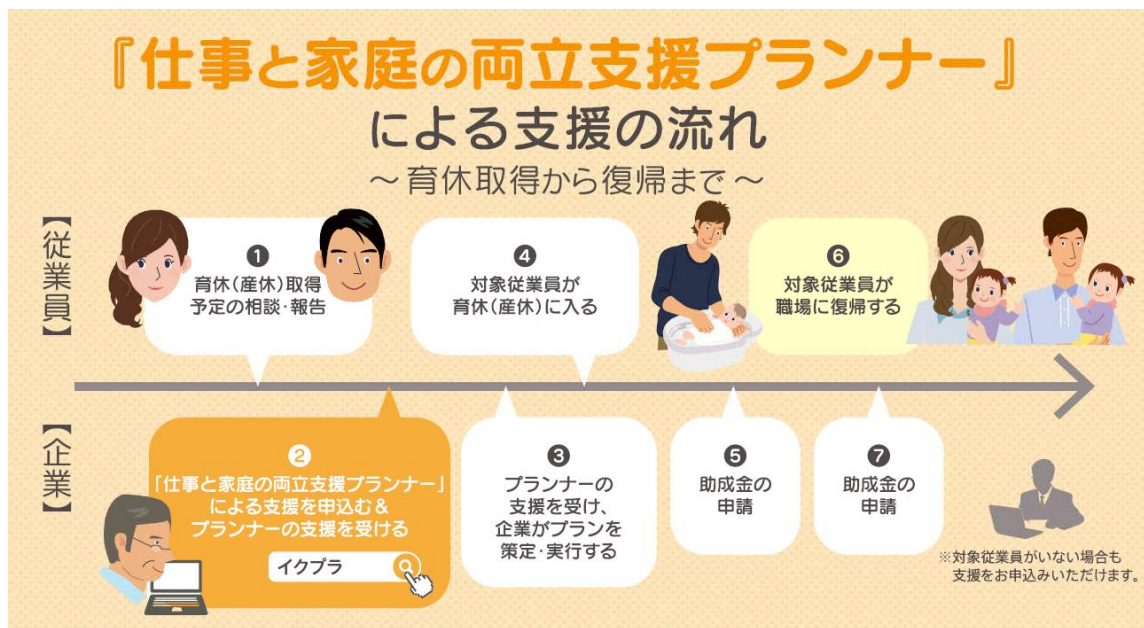 『仕事と家庭の両立支援プランナー』
による支援の流れ
～育休取得から復帰まで～
【従業員】
❶
育休(産休)取得
予定の相談・報告
❹
対象従業員が
育休(産休)に入る
❻
対象従業員が
職場に復帰する
【企業】
❷
「仕事と家庭の両立支援プランナー」
による支援を申込む&
プランナーの支援を受ける
イクプラ
❸
プランナーの
支援を受け、
企業がプランを
策定・実行する
❺
助成金の
申請
❼
助成金の
申請
※対象従業員がいない場合も
支援をお申込みいただけます。